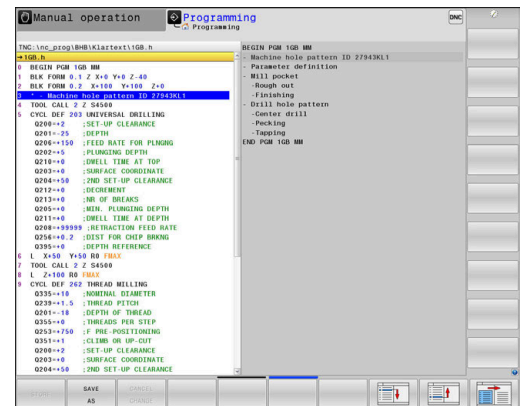 Manual operation
Programming
Programming
DNC
TNC:\nc_prog\BHB\Klartext\1GB.h
→1GB.h
0 BEGIN PGM 1GB MM
1 BLK FORM 0.1 Z X+0 Y+0 Z-40
2 BLK FORM 0.2 X+100 Y+100 Z+0
3 * - Machine hole pattern ID 27943KL1
4 TOOL CALL 2 Z S4500
5 CYCL DEF 203 UNIVERSAL DRILLING
Q200=+2 ;SET-UP CLEARANCE
Q201=-25 ;DEPTH
Q206=+150 ;FEED RATE FOR PLNGNG
Q202=+5 ;PLUNGING DEPTH
Q210=+0 ;DWELL TIME AT TOP
Q203=+0 ;SURFACE COORDINATE
Q204=+50 ;2ND SET-UP CLEARANCE
Q212=+0 ;DECREMENT
Q213=+0 ;NR OF BREAKS
Q205=+0 ;MIN. PLUNGING DEPTH
Q211=+0 ;DWELL TIME AT DEPTH
Q208=+99999 ;RETRACTION FEED RATE
Q256=+0.2 ;DIST FOR CHIP BRKNG
Q395=+0 ;DEPTH REFERENCE
6 L X+50 Y+50 R0 FMAX
7 TOOL CALL 2 Z S4500
8 L Z+100 R0 FMAX
9 CYCL DEF 262 THREAD MILLING
Q335=+10 ;NOMINAL DIAMETER
Q239=+1.5 ;THREAD PITCH
Q201=-18 ;DEPTH OF THREAD
Q355=+0 ;THREADS PER STEP
Q253=+750 ;F PRE-POSITIONING
Q351=+1 ;CLIMB OR UP-CUT
Q200=+2 ;SET-UP CLEARANCE
Q203=+0 ;SURFACE COORDINATE
Q204=+50 ;2ND SET-UP CLEARANCE
BEGIN PGM 1GB MM
- Machine hole pattern ID 27943KL1
- Parameter definition
- Mill pocket
-Rough out
-Finishing
- Drill hole pattern
-Center drill
-Pecking
-Tapping
END PGM 1GB MM
SAVE
AS
CANCEL
CHANGE